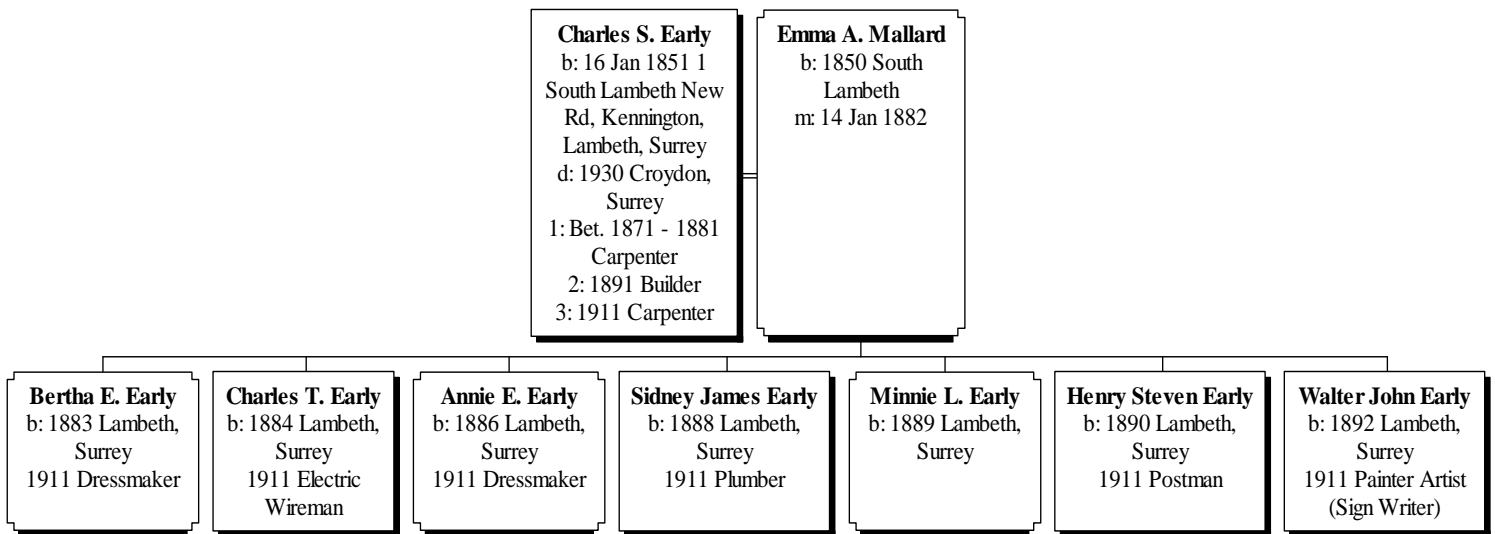 Charles S. Early
b: 16 Jan 1851 1
South Lambeth New
Rd, Kennington,
Lambeth, Surrey
d: 1930 Croydon,
Surrey
1: Bet. 1871 - 1881
Carpenter
2: 1891 Builder
3: 1911 Carpenter
Emma A. Mallard
b: 1850 South
Lambeth
m: 14 Jan 1882
Bertha E. Early
b: 1883 Lambeth,
Surrey
1911 Dressmaker
Charles T. Early
b: 1884 Lambeth,
Surrey
1911 Electric
Wireman
Annie E. Early
b: 1886 Lambeth,
Surrey
1911 Dressmaker
Sidney James Early
b: 1888 Lambeth,
Surrey
1911 Plumber
Minnie L. Early
b: 1889 Lambeth,
Surrey
Henry Steven Early
b: 1890 Lambeth,
Surrey
1911 Postman
Walter John Early
b: 1892 Lambeth,
Surrey
1911 Painter Artist
(Sign Writer)